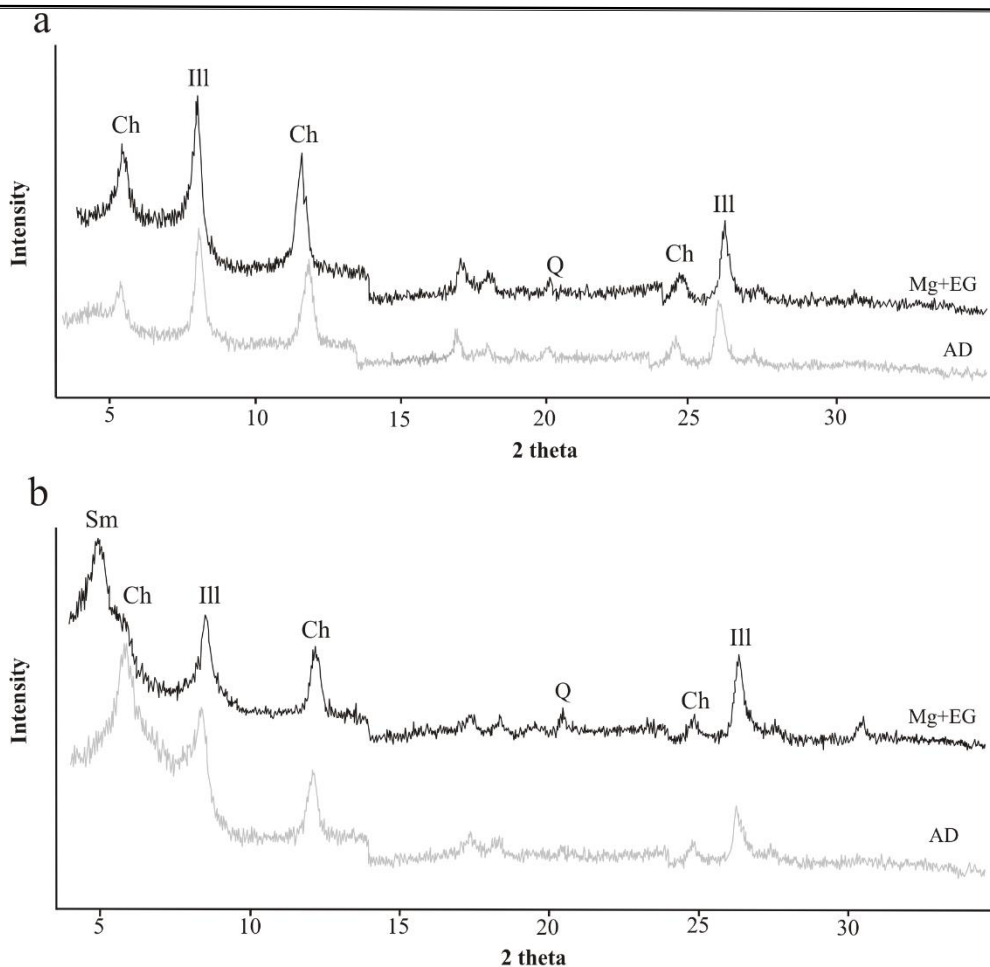 a
Ill
Ch
Ch
Ill
Ch
Q
Mg+EG
AD
Intensity
5 10 15 20 25 30
2 theta
b
Sm
Ch
Ill
Ch
Ill
Q
Ch
Mg+EG
AD
Intensity
5 10 15 20 25 30
2 theta